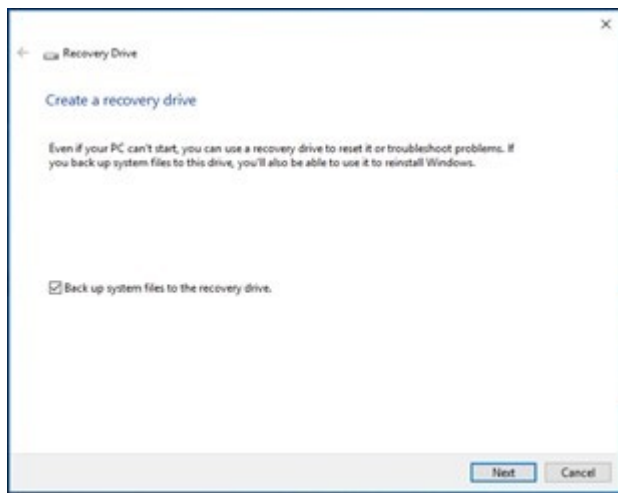 Recovery Drive
Create a recovery drive
Even if your PC can't start, you can use a recovery drive to reset it or troubleshoot problems. If
you back up system files to this drive, you'll also be able to use it to reinstall Windows.
Back up system files to the recovery drive.
Next Cancel